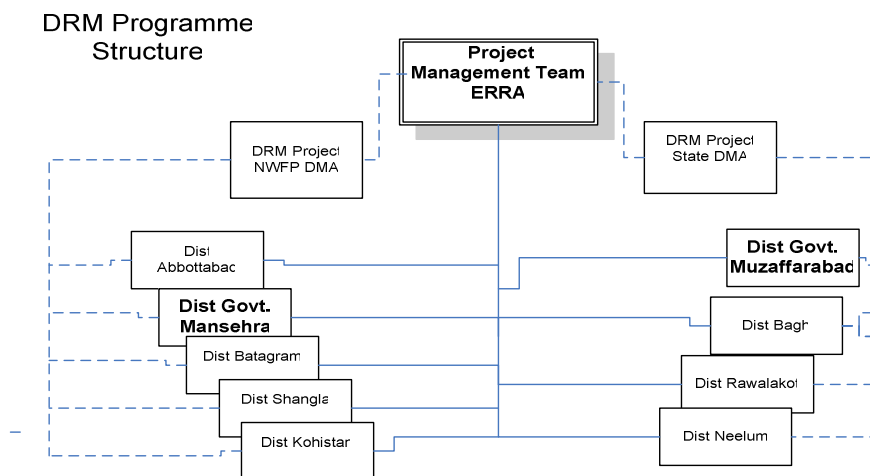 DRM Programme
Structure
Project
Management Team
ERRA
DRM Project
NWFP DMA
DRM Project
State DMA
Dist
Abbottabad
Dist Govt.
Muzaffarabad
Dist Govt.
Mansehra
Dist Bagh
Dist Batagram
Dist Rawalakot
Dist Shangla
Dist Neelum
Dist Kohistan